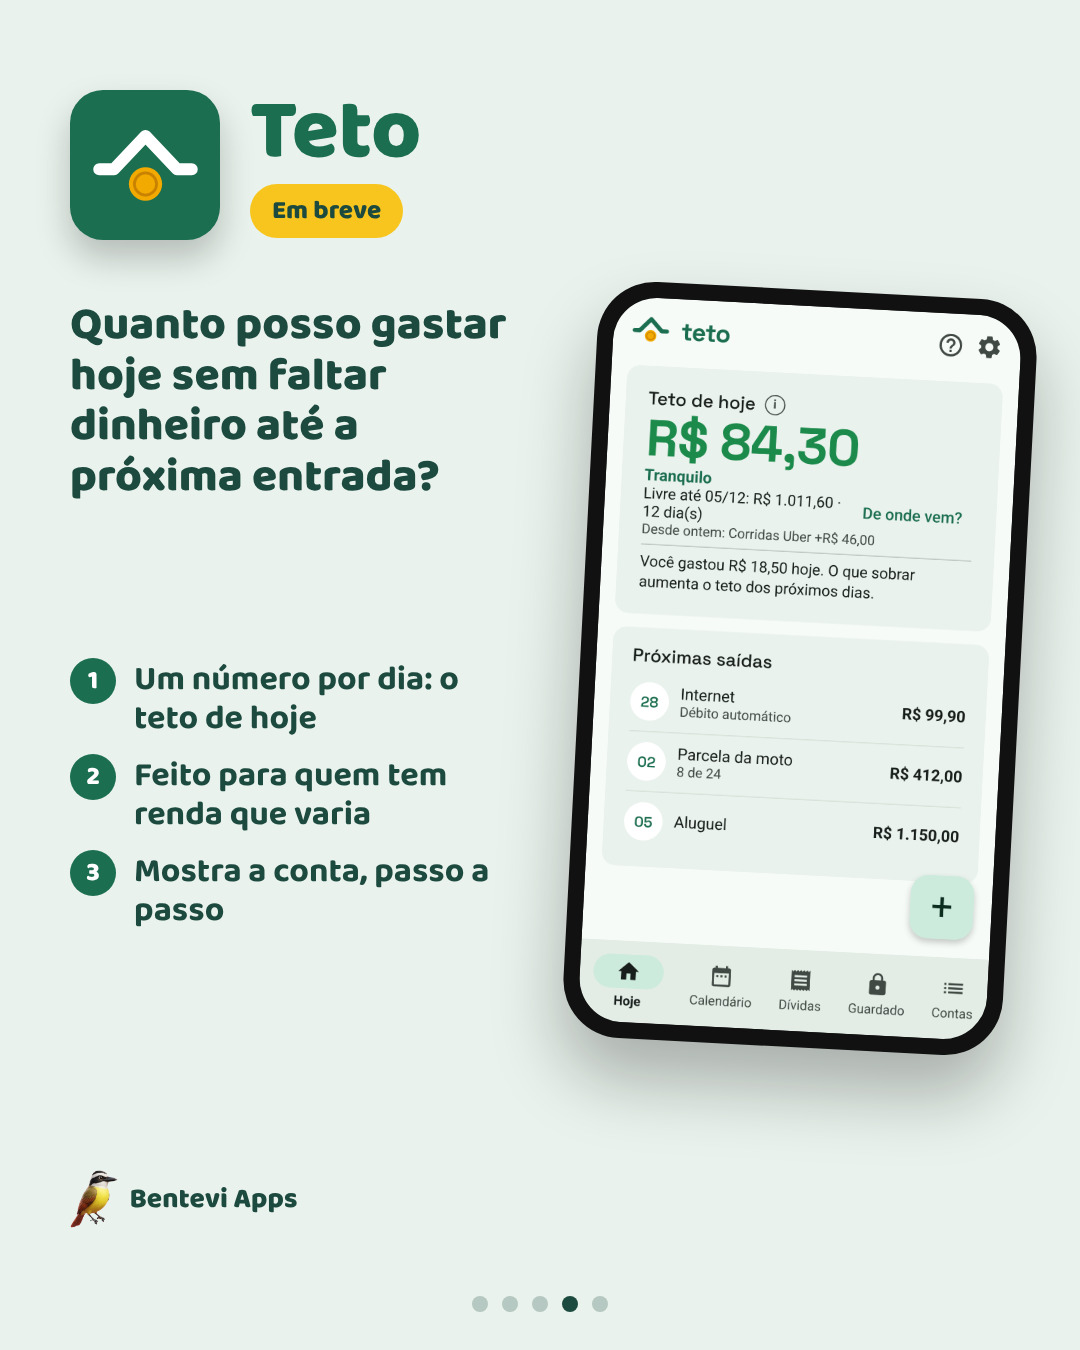 Teto
Em breve
Quanto posso gastar
hoje sem faltar
dinheiro até a
próxima entrada?
1 Um número por dia: o
teto de hoje
2 Feito para quem tem
renda que varia
3 Mostra a conta, passo a
passo
teto
Teto de hoje
R$ 84,30
Tranquilo
Livre até 05/12: R$ 1.011,60 ·
12 dia(s)
De onde vem?
Desde ontem: Corridas Uber +R$ 46,00
Você gastou R$ 18,50 hoje. O que sobrar
aumenta o teto dos próximos dias.
Próximas saídas
28 Internet R$ 99,90
Débito automático
02 Parcela da moto R$ 412,00
8 de 24
05 Aluguel R$ 1.150,00
+
Hoje Calendário Dívidas Guardado Contas
Bentevi Apps